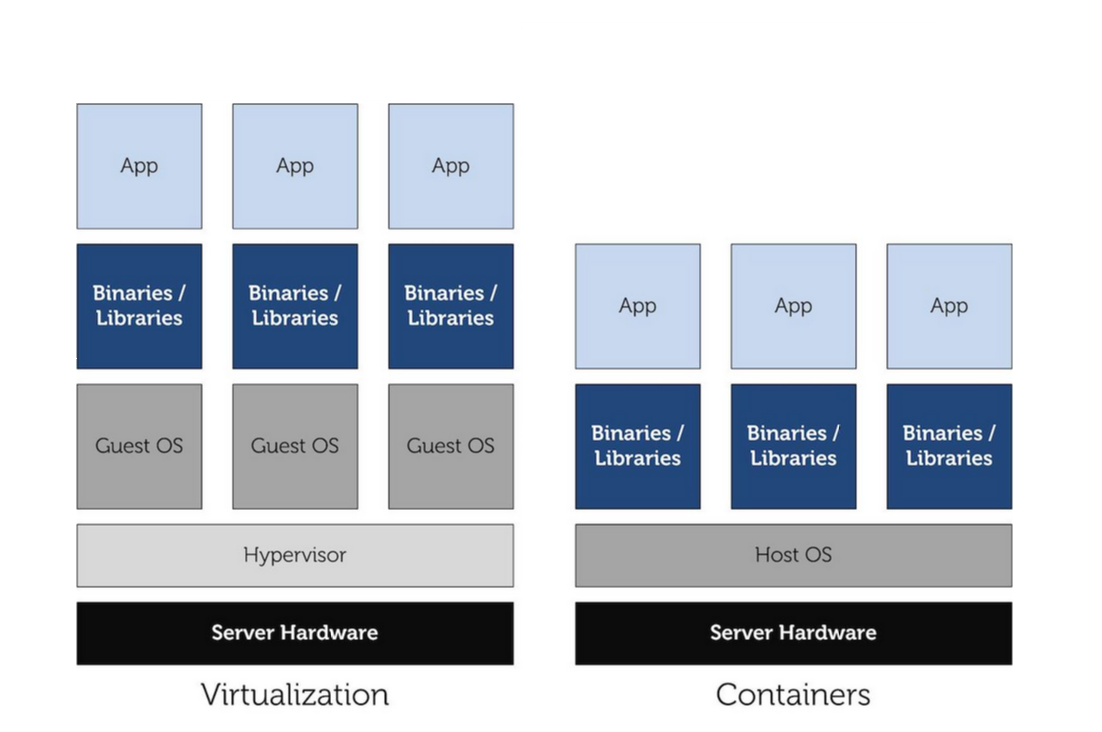 App
App
App
Binaries /
Libraries
Binaries /
Libraries
Binaries /
Libraries
Guest OS
Guest OS
Guest OS
Hypervisor
Server Hardware
Virtualization
App
App
App
Binaries /
Libraries
Binaries /
Libraries
Binaries /
Libraries
Host OS
Server Hardware
Containers